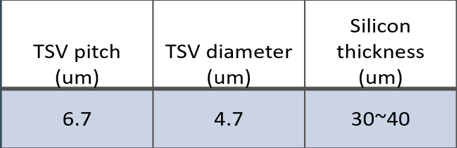 TSV pitch (um)
TSV diameter (um)
Silicon thickness (um)
6.7
4.7
30~40